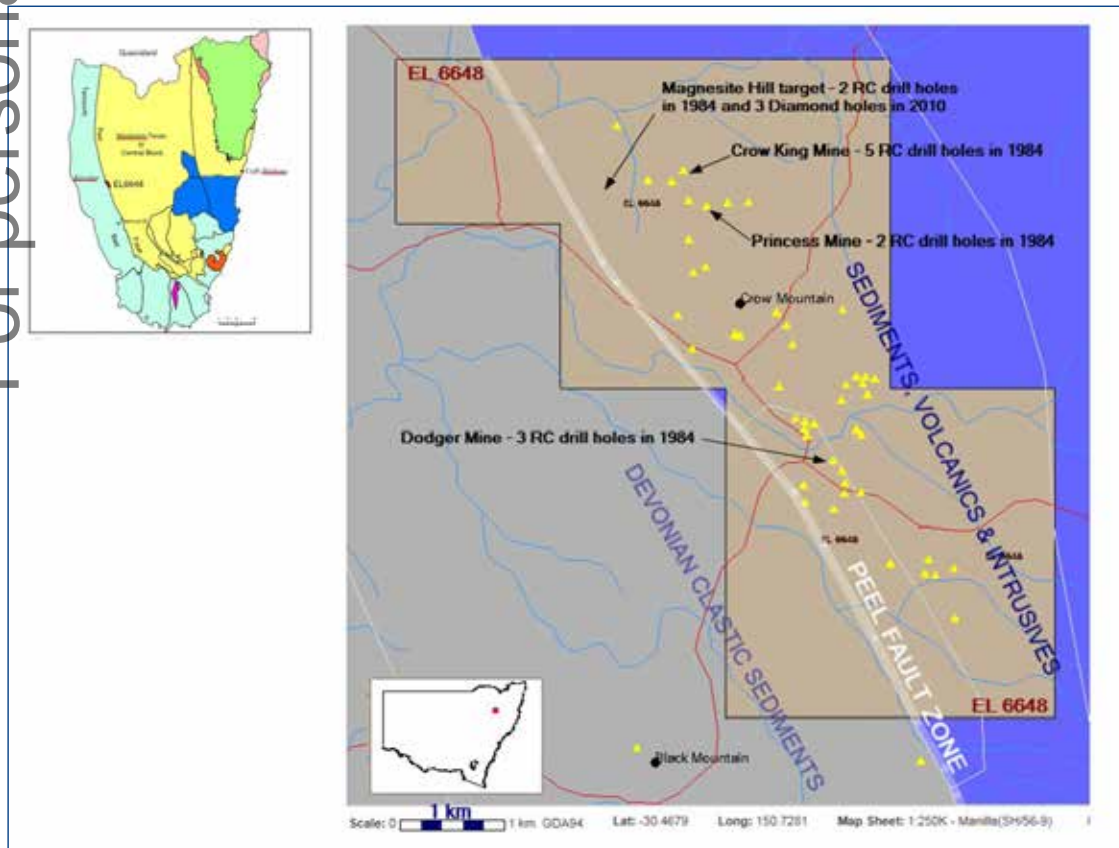 Queensland
Central Block
EL6648
EL 6648
Magnesite Hill target - 2 RC drill holes
in 1984 and 3 Diamond holes in 2010
Crow King Mine - 5 RC drill holes in 1984
EL 6648
Princess Mine - 2 RC drill holes in 1984
Crow Mountain
SEDIMENTS, VOLCANICS & INTRUSIVES
Dodger Mine - 3 RC drill holes in 1984
DEVONIAN CLASTIC SEDIMENTS
EL 6648
PEEL FAULT ZONE
EL 6648
Black Mountain
1 km
Scale: 0 1 km GDA94 Lat: -30.4679 Long: 150.7281 Map Sheet: 1:250K - Manilla(SH/56-9)